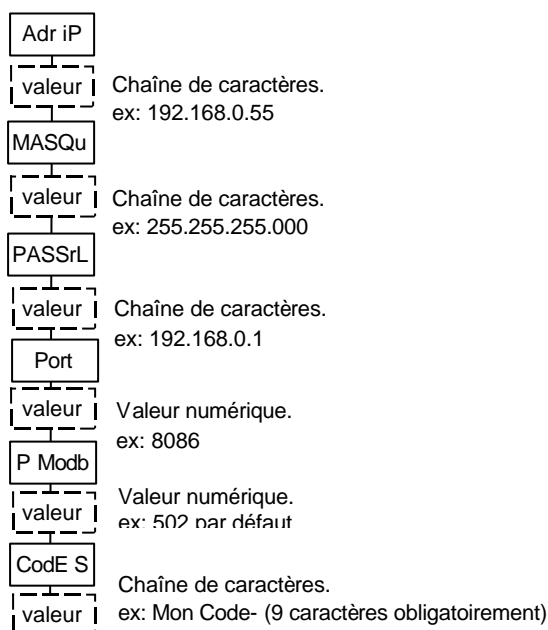 Adr iP
valeur
Chaîne de caractères.
ex: 192.168.0.55
MASQu
valeur
Chaîne de caractères.
ex: 255.255.255.000
PASSrL
valeur
Chaîne de caractères.
ex: 192.168.0.1
Port
valeur
Valeur numérique.
ex: 8086
P Modb
valeur
Valeur numérique.
ex: 502 par défaut
CodE S
valeur
Chaîne de caractères.
ex: Mon Code- (9 caractères obligatoirement)